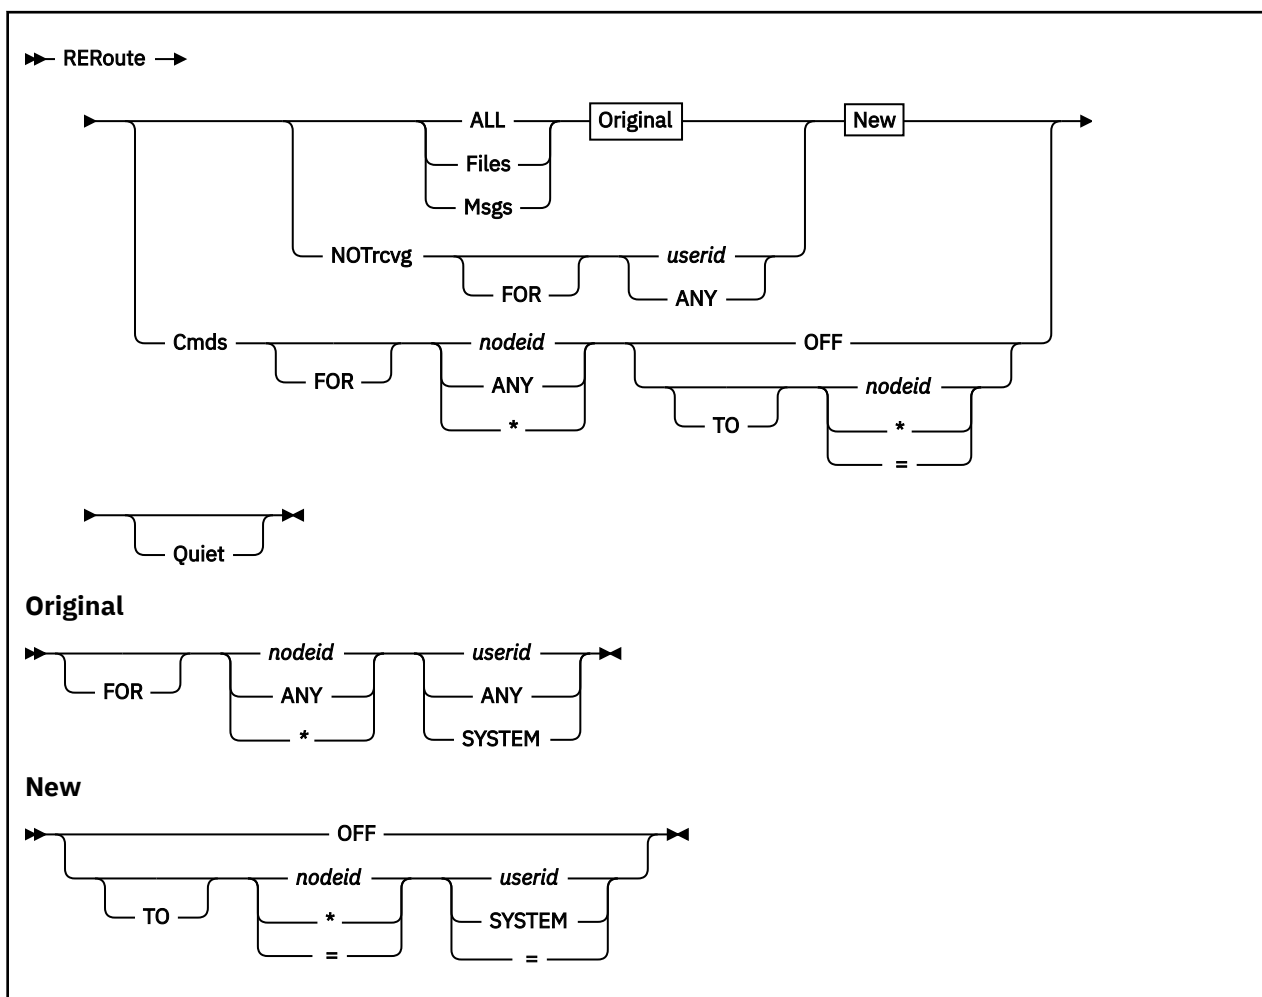 RERoute
ALL Original New
Files
Msgs
NOTrcvg userid
FOR ANY
Cmds nodeid OFF
FOR ANY nodeid
* TO *
=
Quiet
Original
nodeid userid
FOR ANY ANY
* SYSTEM
New
OFF
nodeid userid
TO * SYSTEM
= =